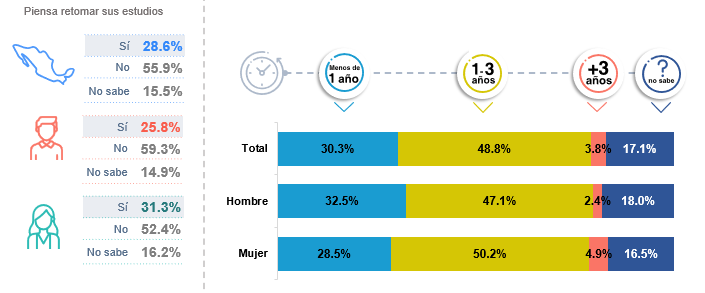 Piensa retomar sus estudios
Sí 28.6%
No 55.9%
No sabe 15.5%
Sí 25.8%
No 59.3%
No sabe 14.9%
Sí 31.3%
No 52.4%
No sabe 16.2%
Menos de
1 año
1-3
años
+3
años
?
no sabe
Total 30.3% 48.8% 3.8% 17.1%
Hombre 32.5% 47.1% 2.4% 18.0%
Mujer 28.5% 50.2% 4.9% 16.5%